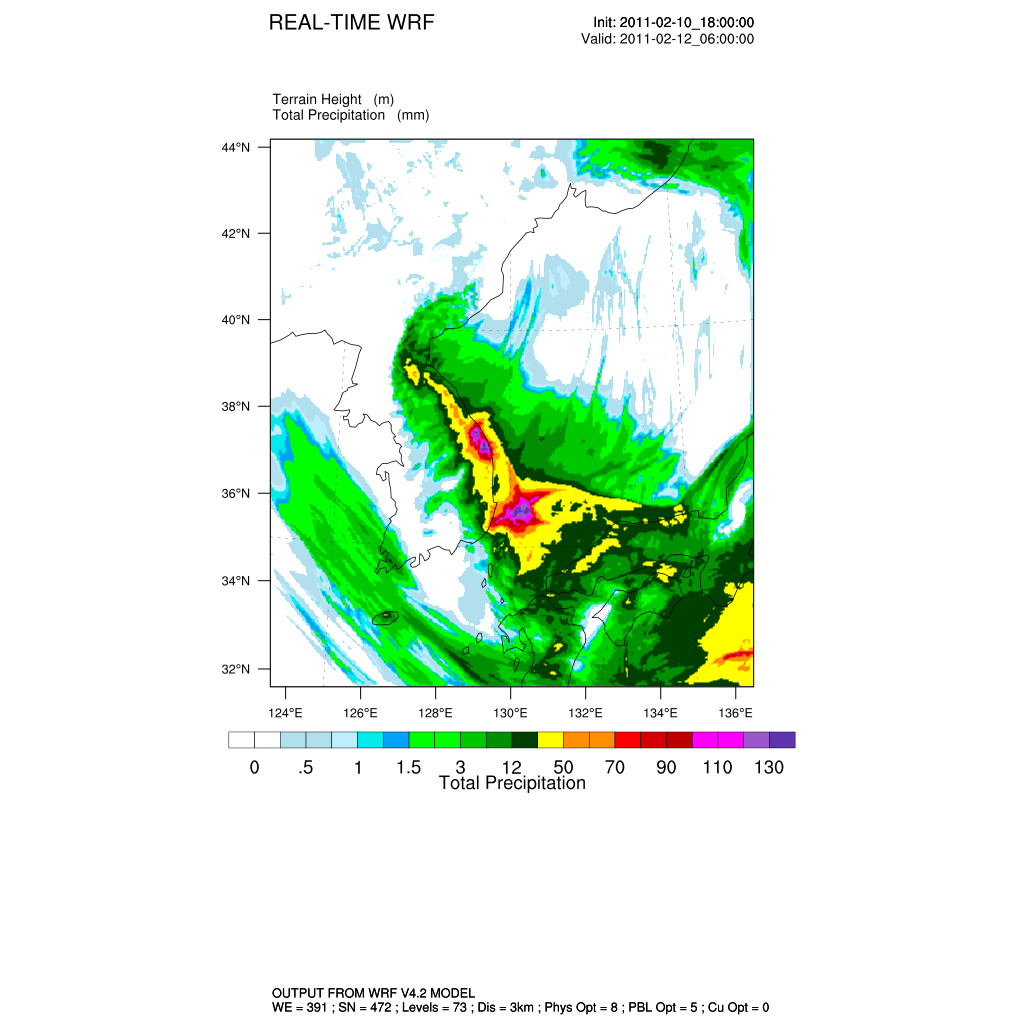 REAL-TIME WRF
Init: 2011-02-10_18:00:00
Valid: 2011-02-12_06:00:00
Terrain Height (m)
Total Precipitation (mm)
44°N
42°N
40°N
38°N
36°N
34°N
32°N
124°E 126°E 128°E 130°E 132°E 134°E 136°E
0 .5 1 1.5 3 12 50 70 90 110 130
Total Precipitation
OUTPUT FROM WRF V4.2 MODEL
WE = 391 ; SN = 472 ; Levels = 73 ; Dis = 3km ; Phys Opt = 8 ; PBL Opt = 5 ; Cu Opt = 0